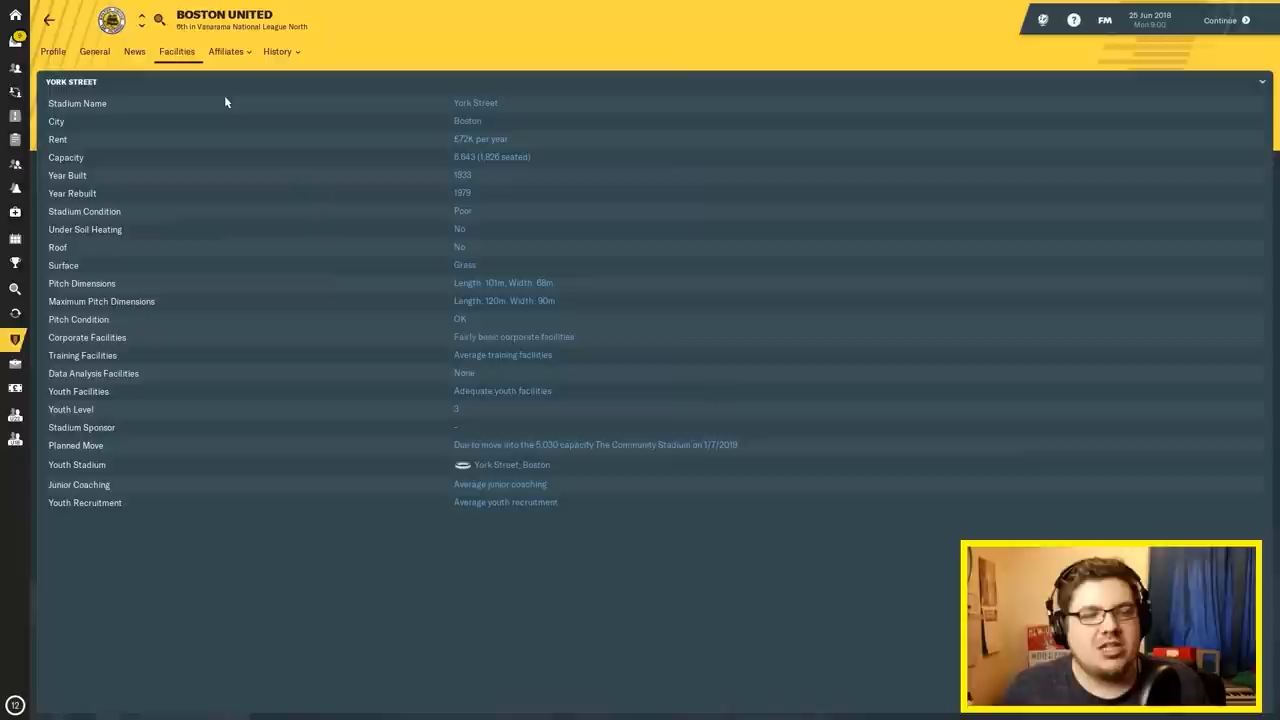 BOSTON UNITED
6th in Vanarama National League North
FM
25 Jun 2018
Mon 9:00
Continue
9
Profile General News Facilities Affiliates History
YORK STREET
Stadium Name York Street
City Boston
Rent £72K per year
Capacity 6,643 (1,826 seated)
Year Built 1933
Year Rebuilt 1979
Stadium Condition Poor
Under Soil Heating No
Roof No
Surface Grass
Pitch Dimensions Length: 101m, Width: 68m
Maximum Pitch Dimensions Length: 120m, Width: 90m
Pitch Condition OK
Corporate Facilities Fairly basic corporate facilities
Training Facilities Average training facilities
Data Analysis Facilities None
Youth Facilities Adequate youth facilities
Youth Level 3
Stadium Sponsor -
Planned Move Due to move into the 5,030 capacity The Community Stadium on 1/7/2019
Youth Stadium York Street, Boston
Junior Coaching Average junior coaching
Youth Recruitment Average youth recruitment
12